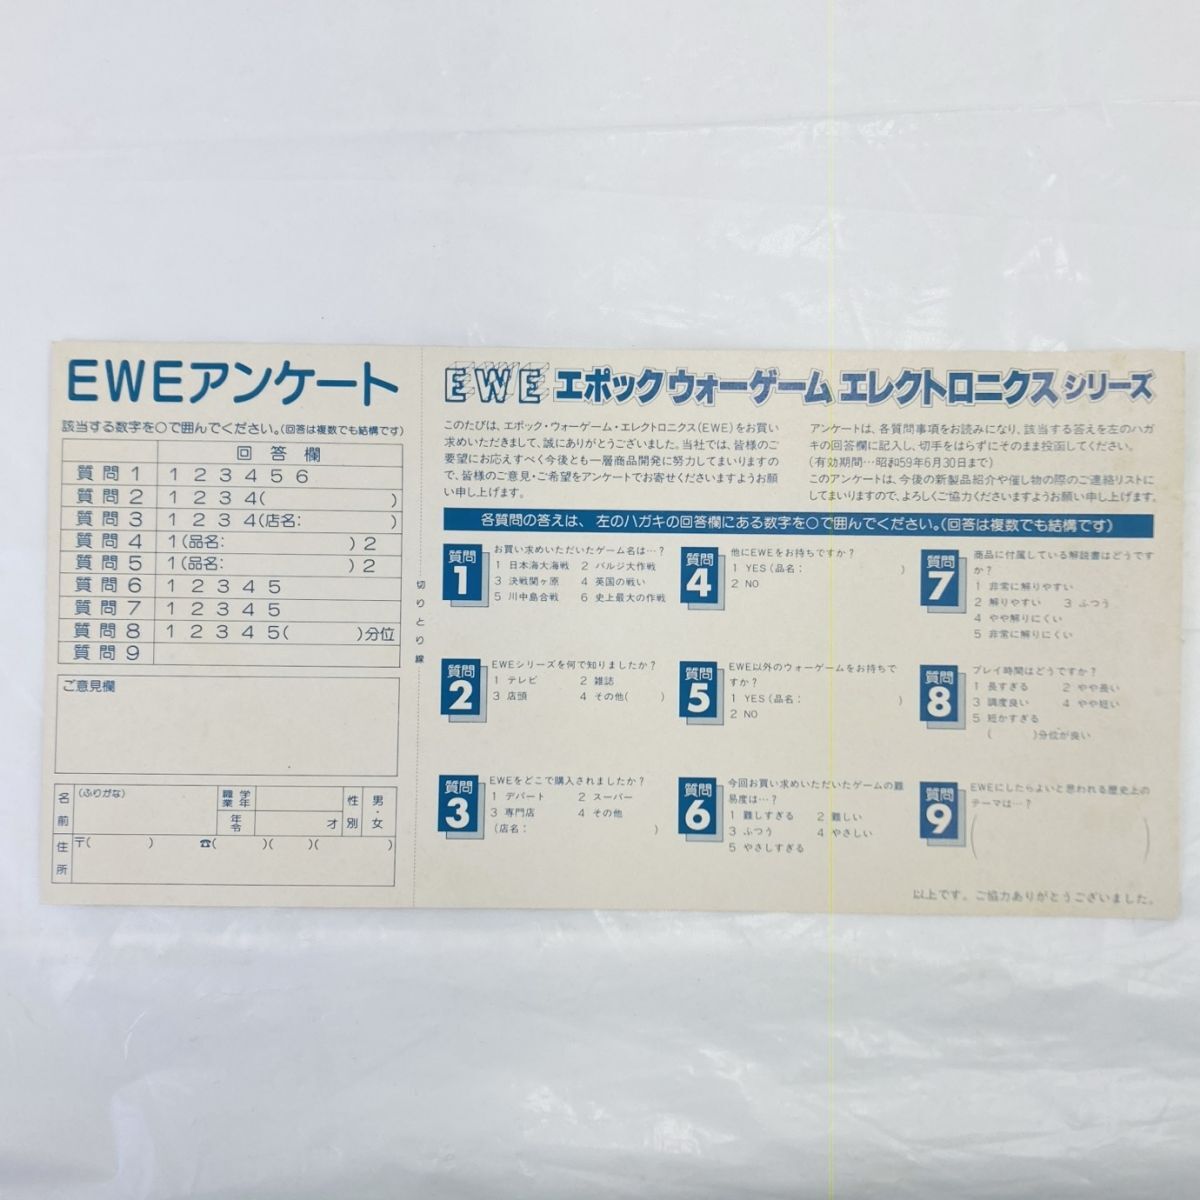 EWEアンケート
該当する数字を○で囲んでください。(回答は複数でも結構です)
回答欄
質問1 1 2 3 4 5 6
質問2 1 2 3 4( )
質問3 1 2 3 4(店名: )
質問4 1(品名: )2
質問5 1(品名: )2
質問6 1 2 3 4 5
質問7 1 2 3 4 5
質問8 1 2 3 4 5( )分位
質問9
ご意見欄
名前
(ふりがな)
職業
学年
年令
才
性別
男・女
住所
〒( ) ☎( )( )( )
切りとり線
EWE エポック ウォーゲーム エレクトロニクス シリーズ
このたびは、エポック・ウォーゲーム・エレクトロニクス(EWE)をお買い
求めいただきまして、誠にありがとうございました。当社では、皆様のご
要望にお応えすべく今後とも一層商品開発に努力してまいりますの
で、皆様のご意見・ご希望をアンケートでお寄せくださいますようお願
い申し上げます。
アンケートは、各質問事項をお読みになり、該当する答えを左のハガ
キの回答欄に記入し、切手をはらずにそのまま投函してください。
(有効期間…昭和59年6月30日まで)
このアンケートは、今後の新製品紹介や催し物の際のご連絡リストに
してまいりますので、よろしくご協力くださいますようお願い申し上げます。
各質問の答えは、左のハガキの回答欄にある数字を○で囲んでください。(回答は複数でも結構です)
質問1
お買い求めいただいたゲーム名は…?
1 日本海大海戦 2 バルジ大作戦
3 決戦関ヶ原 4 英国の戦い
5 川中島合戦 6 史上最大の作戦
質問2
EWEシリーズを何で知りましたか?
1 テレビ 2 雑誌
3 店頭 4 その他( )
質問3
EWEをどこで購入されましたか?
1 デパート 2 スーパー
3 専門店 4 その他
(店名: )
質問4
他にEWEをお持ちですか?
1 YES(品名: )
2 NO
質問5
EWE以外のウォーゲームをお持ちで
すか?
1 YES(品名: )
2 NO
質問6
今回お買い求めいただいたゲームの難
易度は…?
1 難しすぎる 2 難しい
3 ふつう 4 やさしい
5 やさしすぎる
質問7
商品に付属している解説書はどうです
か?
1 非常に解りやすい
2 解りやすい 3 ふつう
4 やや解りにくい
5 非常に解りにくい
質問8
プレイ時間はどうですか?
1 長すぎる 2 やや長い
3 調度良い 4 やや短い
5 短かすぎる
( )分位が良い
質問9
EWEにしたらよいと思われる歴史上の
テーマは…?
( )
以上です。ご協力ありがとうございました。